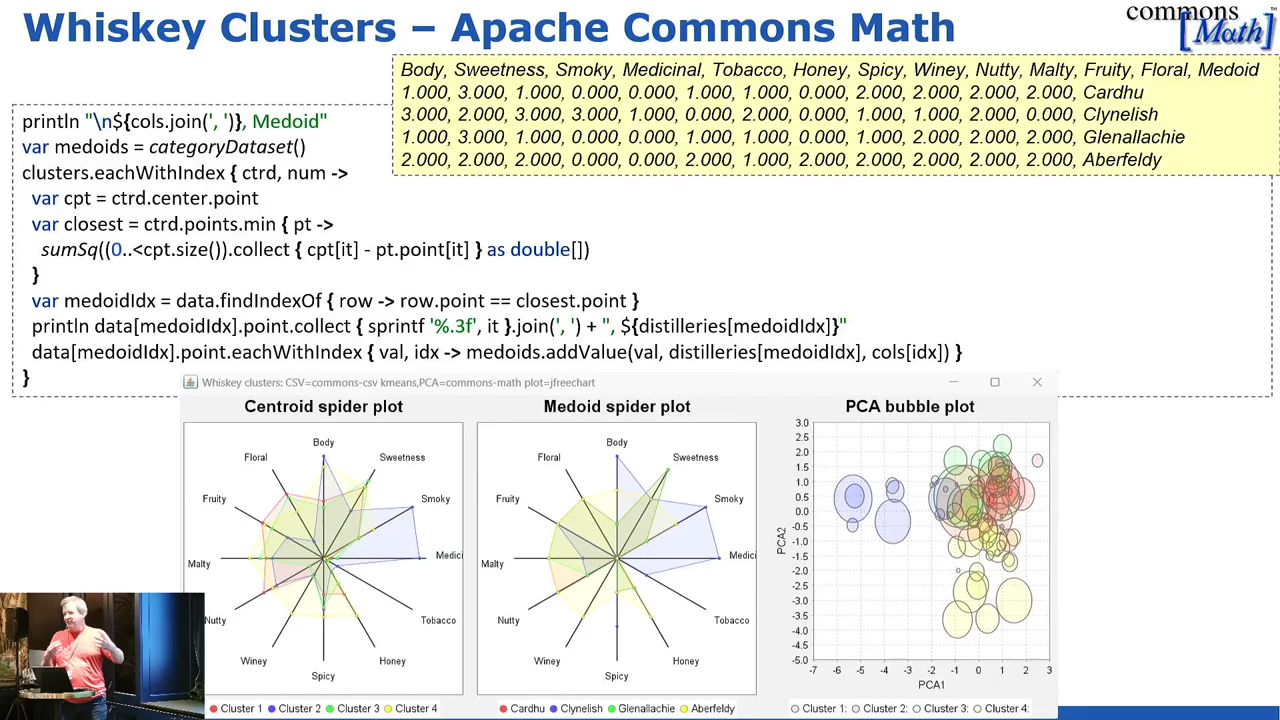 Whiskey Clusters – Apache Commons Math
commons
[Math]
Body, Sweetness, Smoky, Medicinal, Tobacco, Honey, Spicy, Winey, Nutty, Malty, Fruity, Floral, Medoid
1.000, 3.000, 1.000, 0.000, 0.000, 1.000, 1.000, 0.000, 2.000, 2.000, 2.000, 2.000, Cardhu
3.000, 2.000, 3.000, 3.000, 1.000, 0.000, 2.000, 0.000, 1.000, 1.000, 2.000, 0.000, Clynelish
1.000, 3.000, 1.000, 0.000, 0.000, 1.000, 1.000, 0.000, 1.000, 2.000, 2.000, 2.000, Glenallachie
2.000, 2.000, 2.000, 0.000, 0.000, 2.000, 1.000, 2.000, 2.000, 2.000, 2.000, 2.000, Aberfeldy
println "\n${cols.join(', ')}, Medoid"
var medoids = categoryDataset()
clusters.eachWithIndex { ctrd, num ->
var cpt = ctrd.center.point
var closest = ctrd.points.min { pt ->
sumSq((0..<cpt.size()).collect { cpt[it] - pt.point[it] } as double[])
}
var medoidIdx = data.findIndexOf { row -> row.point == closest.point }
println data[medoidIdx].point.collect { sprintf '%.3f', it }.join(', ') + ", ${distilleries[medoidIdx]}"
data[medoidIdx].point.eachWithIndex { val, idx -> medoids.addValue(val, distilleries[medoidIdx], cols[idx]) }
}
Whiskey clusters: CSV=commons-csv kmeans,PCA=commons-math plot=jfreechart
Centroid spider plot
Body
Floral
Sweetness
Fruity
Smoky
Malty
Medici
Nutty
Tobacco
Winey
Honey
Spicy
Cluster 1 Cluster 2 Cluster 3 Cluster 4
Medoid spider plot
Body
Floral
Sweetness
Fruity
Smoky
Malty
Medici
Nutty
Tobacco
Winey
Honey
Spicy
Cardhu Clynelish Glenallachie Aberfeldy
PCA bubble plot
3.0
2.5
2.0
1.5
1.0
0.5
0.0
-0.5
-1.0
-1.5
-2.0
-2.5
-3.0
-3.5
-4.0
-4.5
-5.0
PCA2
-7 -6 -5 -4 -3 -2 -1 0 1 2 3
PCA1
Cluster 1: Cluster 2: Cluster 3: Cluster 4: